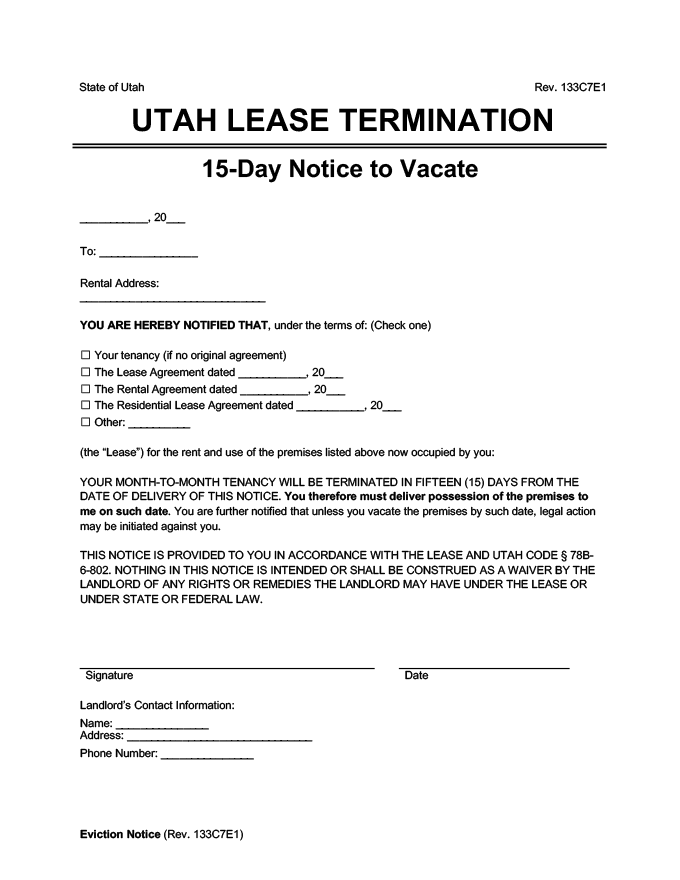 State of Utah Rev. 133C7E1
UTAH LEASE TERMINATION
15-Day Notice to Vacate
___________, 20___
To: ________________
Rental Address:
______________________________
YOU ARE HEREBY NOTIFIED THAT, under the terms of: (Check one)
☐ Your tenancy (if no original agreement)
☐ The Lease Agreement dated ___________, 20___
☐ The Rental Agreement dated ___________, 20___
☐ The Residential Lease Agreement dated ___________, 20___
☐ Other: __________
(the “Lease”) for the rent and use of the premises listed above now occupied by you:
YOUR MONTH-TO-MONTH TENANCY WILL BE TERMINATED IN FIFTEEN (15) DAYS FROM THE
DATE OF DELIVERY OF THIS NOTICE. You therefore must deliver possession of the premises to
me on such date. You are further notified that unless you vacate the premises by such date, legal action
may be initiated against you.
THIS NOTICE IS PROVIDED TO YOU IN ACCORDANCE WITH THE LEASE AND UTAH CODE § 78B-
6-802. NOTHING IN THIS NOTICE IS INTENDED OR SHALL BE CONSTRUED AS A WAIVER BY THE
LANDLORD OF ANY RIGHTS OR REMEDIES THE LANDLORD MAY HAVE UNDER THE LEASE OR
UNDER STATE OR FEDERAL LAW.
Signature Date
Landlord’s Contact Information:
Name: _______________
Address: ______________________________
Phone Number: _______________
Eviction Notice (Rev. 133C7E1)